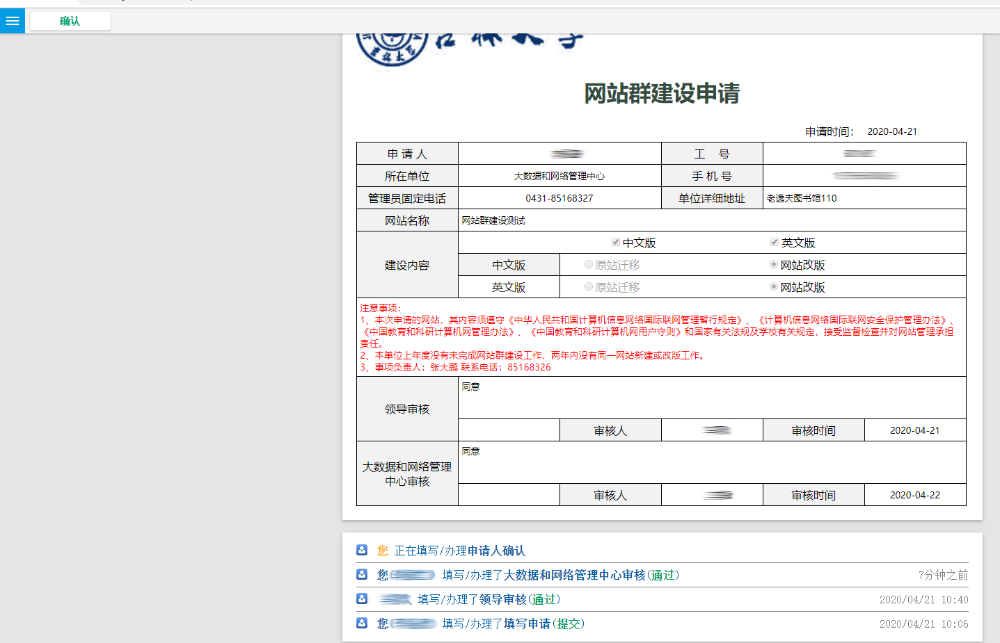 确认
吉林大学
网站群建设申请
申请时间： 2020-04-21
申 请 人
工 号
所在单位 大数据和网络管理中心 手 机 号
管理员固定电话 0431-85168327 单位详细地址 老逸夫图书馆110
网站名称 网站群建设测试
建设内容 中文版 英文版
中文版 原站迁移 网站改版
英文版 原站迁移 网站改版
注意事项：
1、本次申请的网站，其内容须遵守《中华人民共和国计算机信息网络国际联网管理暂行规定》、《计算机信息网络国际联网安全保护管理办法》、
《中国教育和科研计算机网管理办法》、《中国教育和科研计算机网用户守则》和国家有关法规及学校有关规定，接受监督检查并对网站管理承担
责任。
2、本单位上年度没有未完成网站群建设工作，两年内没有同一网站新建或改版工作。
3、事项负责人：张大鹏 联系电话：85168326
领导审核 同意
审核人 审核时间 2020-04-21
大数据和网络管理
中心审核
同意
审核人 审核时间 2020-04-22
您 正在填写/办理申请人确认
您 填写/办理了大数据和网络管理中心审核(通过) 7分钟之前
填写/办理了领导审核(通过) 2020/04/21 10:40
您 填写/办理了填写申请(提交) 2020/04/21 10:06